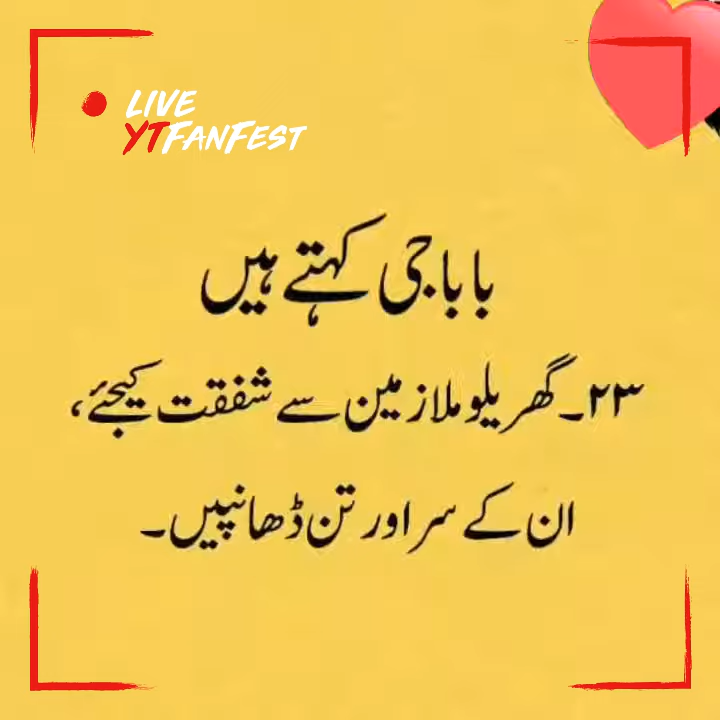 LIVE
YTFANFEST
بابا جی کہتے ہیں
۲۳۔ گھریلو ملازمین سے شفقت کیجئے،
ان کے سر اور تن ڈھانپیں۔